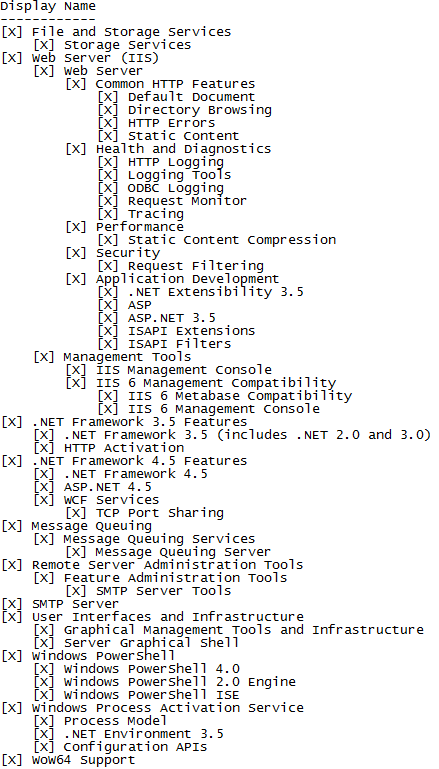 Display Name
------------
[X] File and Storage Services
    [X] Storage Services
[X] Web Server (IIS)
    [X] Web Server
        [X] Common HTTP Features
            [X] Default Document
            [X] Directory Browsing
            [X] HTTP Errors
            [X] Static Content
        [X] Health and Diagnostics
            [X] HTTP Logging
            [X] Logging Tools
            [X] ODBC Logging
            [X] Request Monitor
            [X] Tracing
        [X] Performance
            [X] Static Content Compression
        [X] Security
            [X] Request Filtering
        [X] Application Development
            [X] .NET Extensibility 3.5
            [X] ASP
            [X] ASP.NET 3.5
            [X] ISAPI Extensions
            [X] ISAPI Filters
    [X] Management Tools
        [X] IIS Management Console
        [X] IIS 6 Management Compatibility
            [X] IIS 6 Metabase Compatibility
            [X] IIS 6 Management Console
[X] .NET Framework 3.5 Features
    [X] .NET Framework 3.5 (includes .NET 2.0 and 3.0)
    [X] HTTP Activation
[X] .NET Framework 4.5 Features
    [X] .NET Framework 4.5
    [X] ASP.NET 4.5
    [X] WCF Services
        [X] TCP Port Sharing
[X] Message Queuing
    [X] Message Queuing Services
        [X] Message Queuing Server
[X] Remote Server Administration Tools
    [X] Feature Administration Tools
        [X] SMTP Server Tools
[X] SMTP Server
[X] User Interfaces and Infrastructure
    [X] Graphical Management Tools and Infrastructure
    [X] Server Graphical Shell
[X] Windows PowerShell
    [X] Windows PowerShell 4.0
    [X] Windows PowerShell 2.0 Engine
    [X] Windows PowerShell ISE
[X] Windows Process Activation Service
    [X] Process Model
    [X] .NET Environment 3.5
    [X] Configuration APIs
[X] WoW64 Support